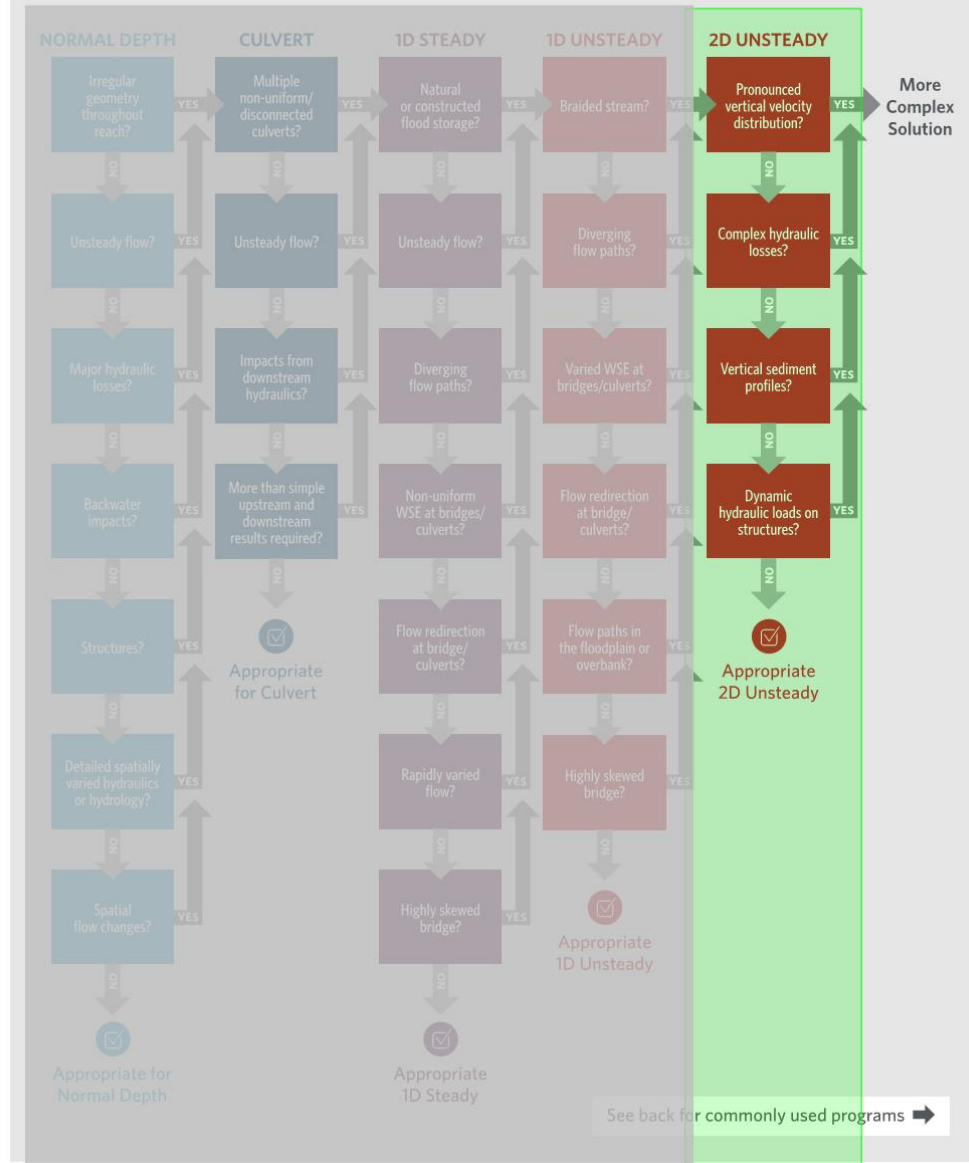 NORMAL DEPTH
Irregular
geometry
throughout
reach?
YES
NO
Unsteady flow?
YES
NO
Major hydraulic
losses?
YES
NO
Backwater
impacts?
YES
NO
Structures?
YES
NO
Detailed spatially
varied hydraulics
or hydrology?
YES
NO
Spatial
flow changes?
YES
NO
Appropriate for
Normal Depth
CULVERT
Multiple
non-uniform/
disconnected
culverts?
YES
NO
Unsteady flow?
YES
NO
Impacts from
downstream
hydraulics?
YES
NO
More than simple
upstream and
downstream
results required?
YES
NO
Appropriate
for Culvert
1D STEADY
Natural
or constructed
flood storage?
YES
NO
Unsteady flow?
YES
NO
Diverging
flow paths?
YES
NO
Non-uniform
WSE at bridges/
culverts?
YES
NO
Flow redirection
at bridge/
culverts?
YES
NO
Rapidly varied
flow?
YES
NO
Highly skewed
bridge?
YES
NO
Appropriate
1D Steady
1D UNSTEADY
Braided stream?
YES
NO
Diverging
flow paths?
YES
NO
Varied WSE at
bridges/culverts?
YES
NO
Flow redirection
at bridge/
culverts?
YES
NO
Flow paths in
the floodplain or
overbank?
YES
NO
Highly skewed
bridge?
YES
NO
Appropriate
1D Unsteady
2D UNSTEADY
Pronounced
vertical velocity
distribution?
YES
NO
Complex hydraulic
losses?
YES
NO
Vertical sediment
profiles?
YES
NO
Dynamic
hydraulic loads on
structures?
YES
NO
Appropriate
2D Unsteady
More
Complex
Solution
See back for commonly used programs